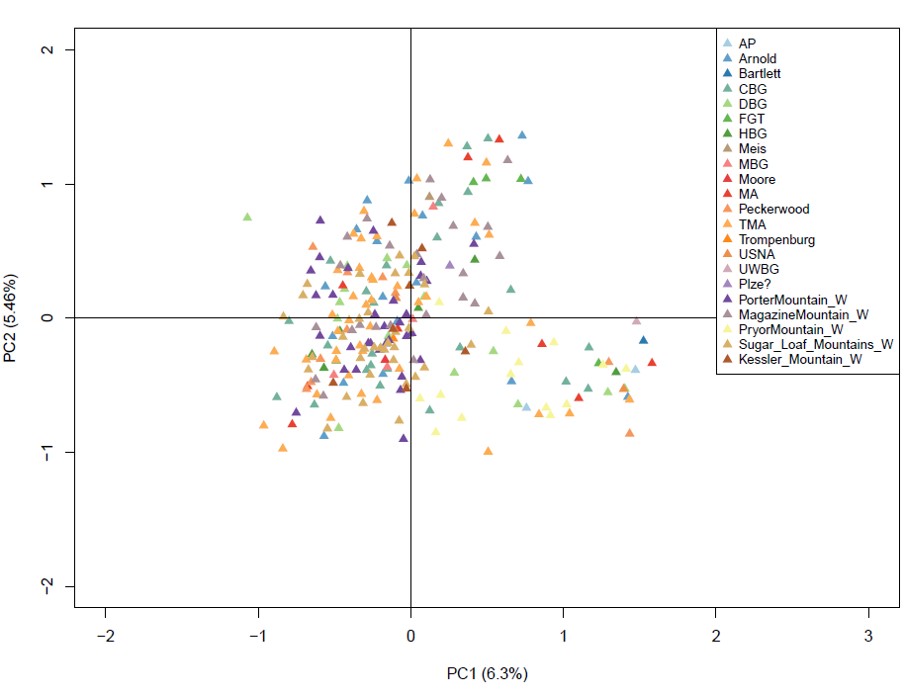 2
1
0
−1
−2
PC2 (5.46%)
−2 −1 0 1 2 3
PC1 (6.3%)
AP
Arnold
Bartlett
CBG
DBG
FGT
HBG
Meis
MBG
Moore
MA
Peckerwood
TMA
Trompenburg
USNA
UWBG
Plze?
PorterMountain_W
MagazineMountain_W
PryorMountain_W
Sugar_Loaf_Mountains_W
Kessler_Mountain_W